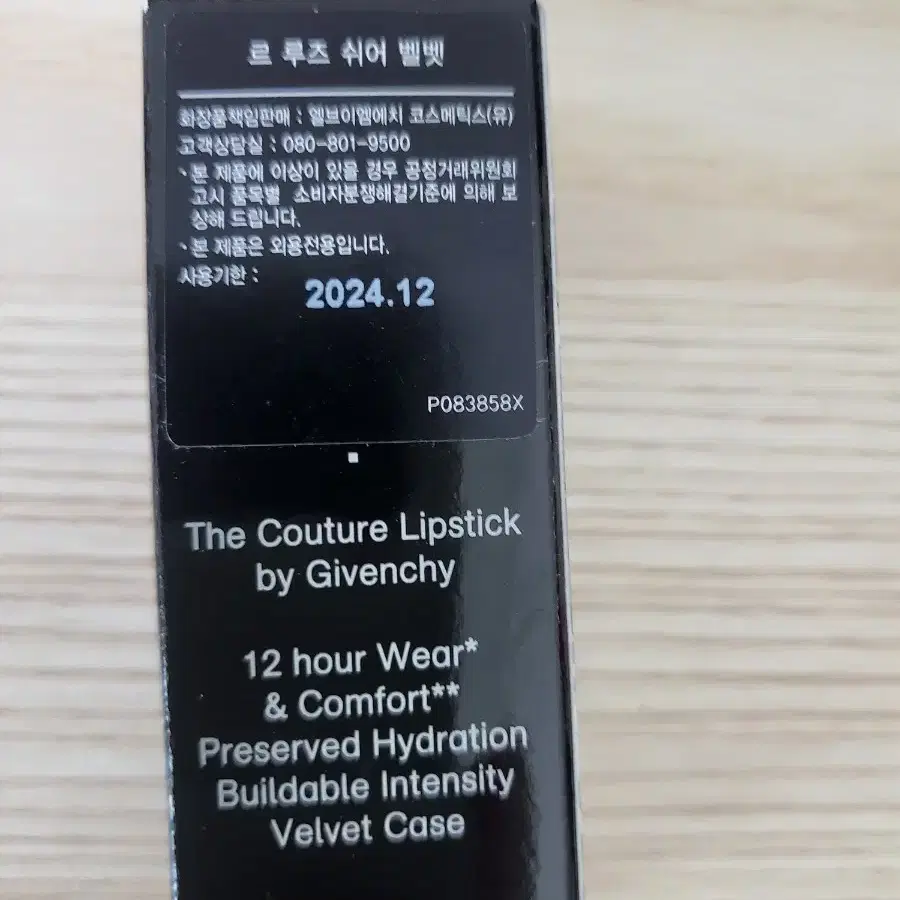 르 루즈 쉬어 벨벳
화장품책임판매 : 엘브이엠에치 코스메틱스(유)
고객상담실 : 080-801-9500
· 본 제품에 이상이 있을 경우 공정거래위원회
고시 품목별 소비자분쟁해결기준에 의해 보
상해 드립니다.
· 본 제품은 외용전용입니다.
사용기한 :
2024.12
P083858X
The Couture Lipstick
by Givenchy
12 hour Wear*
& Comfort**
Preserved Hydration
Buildable Intensity
Velvet Case